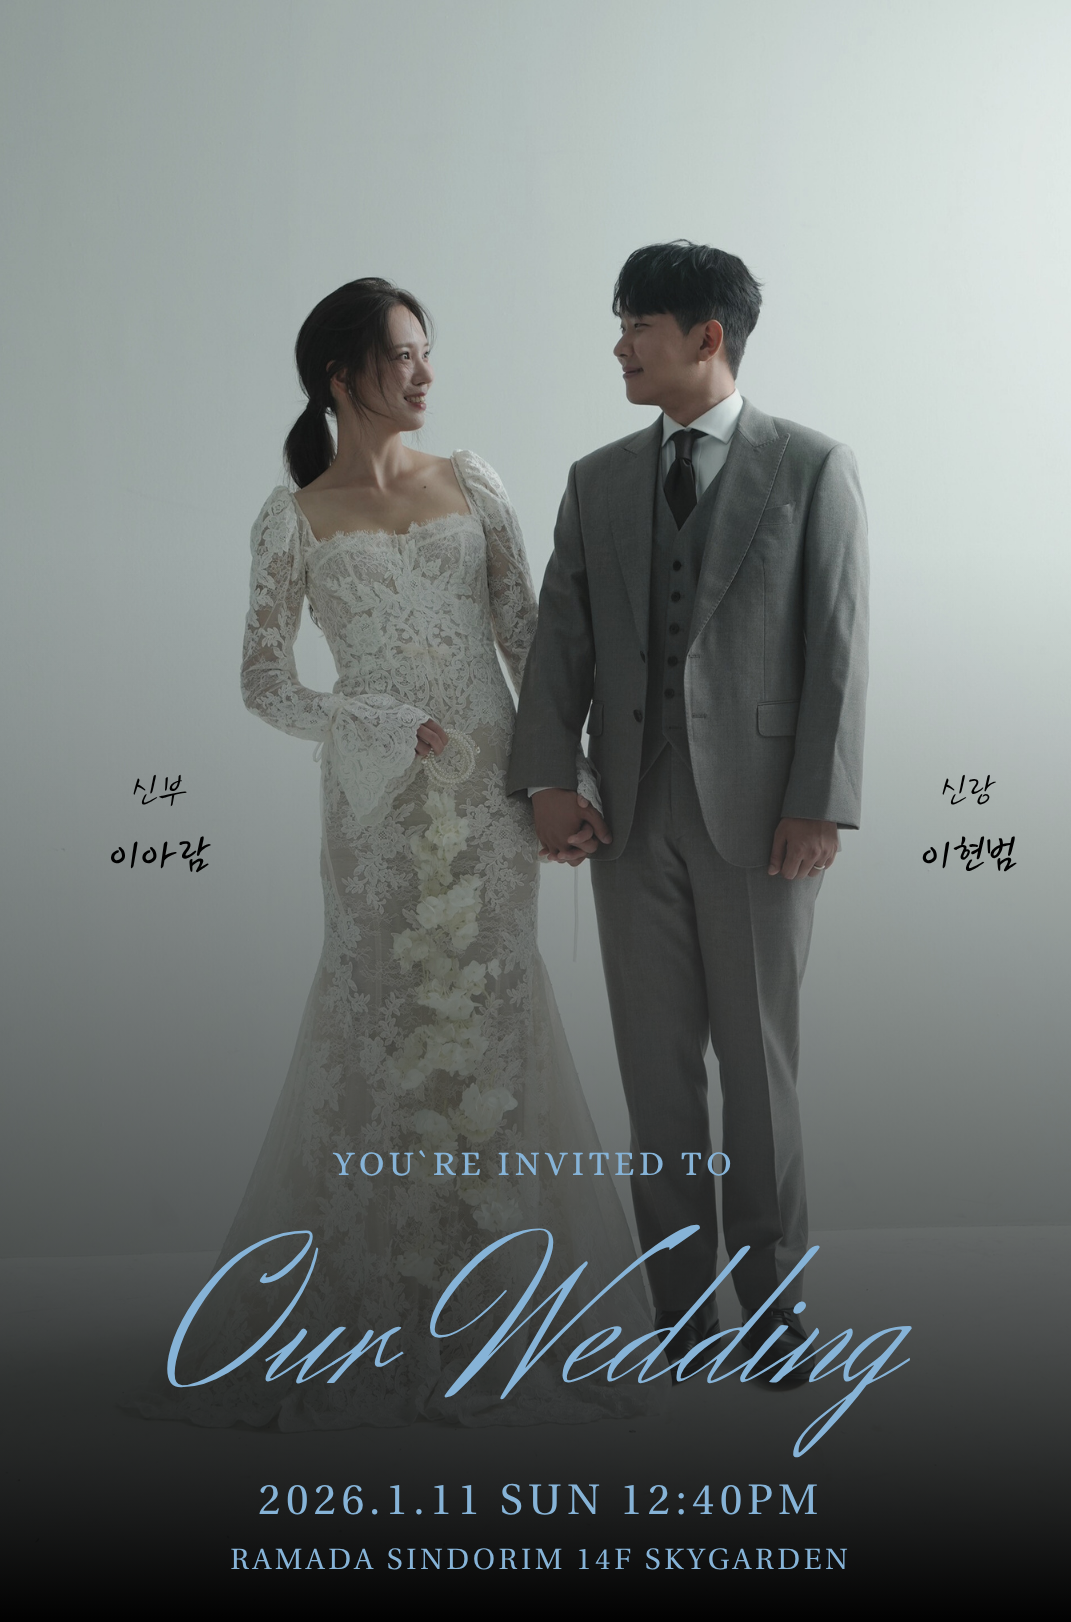 신부
이아람
신랑
이현범
YOU`RE INVITED TO
Our Wedding
2026.1.11 SUN 12:40PM
RAMADA SINDORIM 14F SKYGARDEN